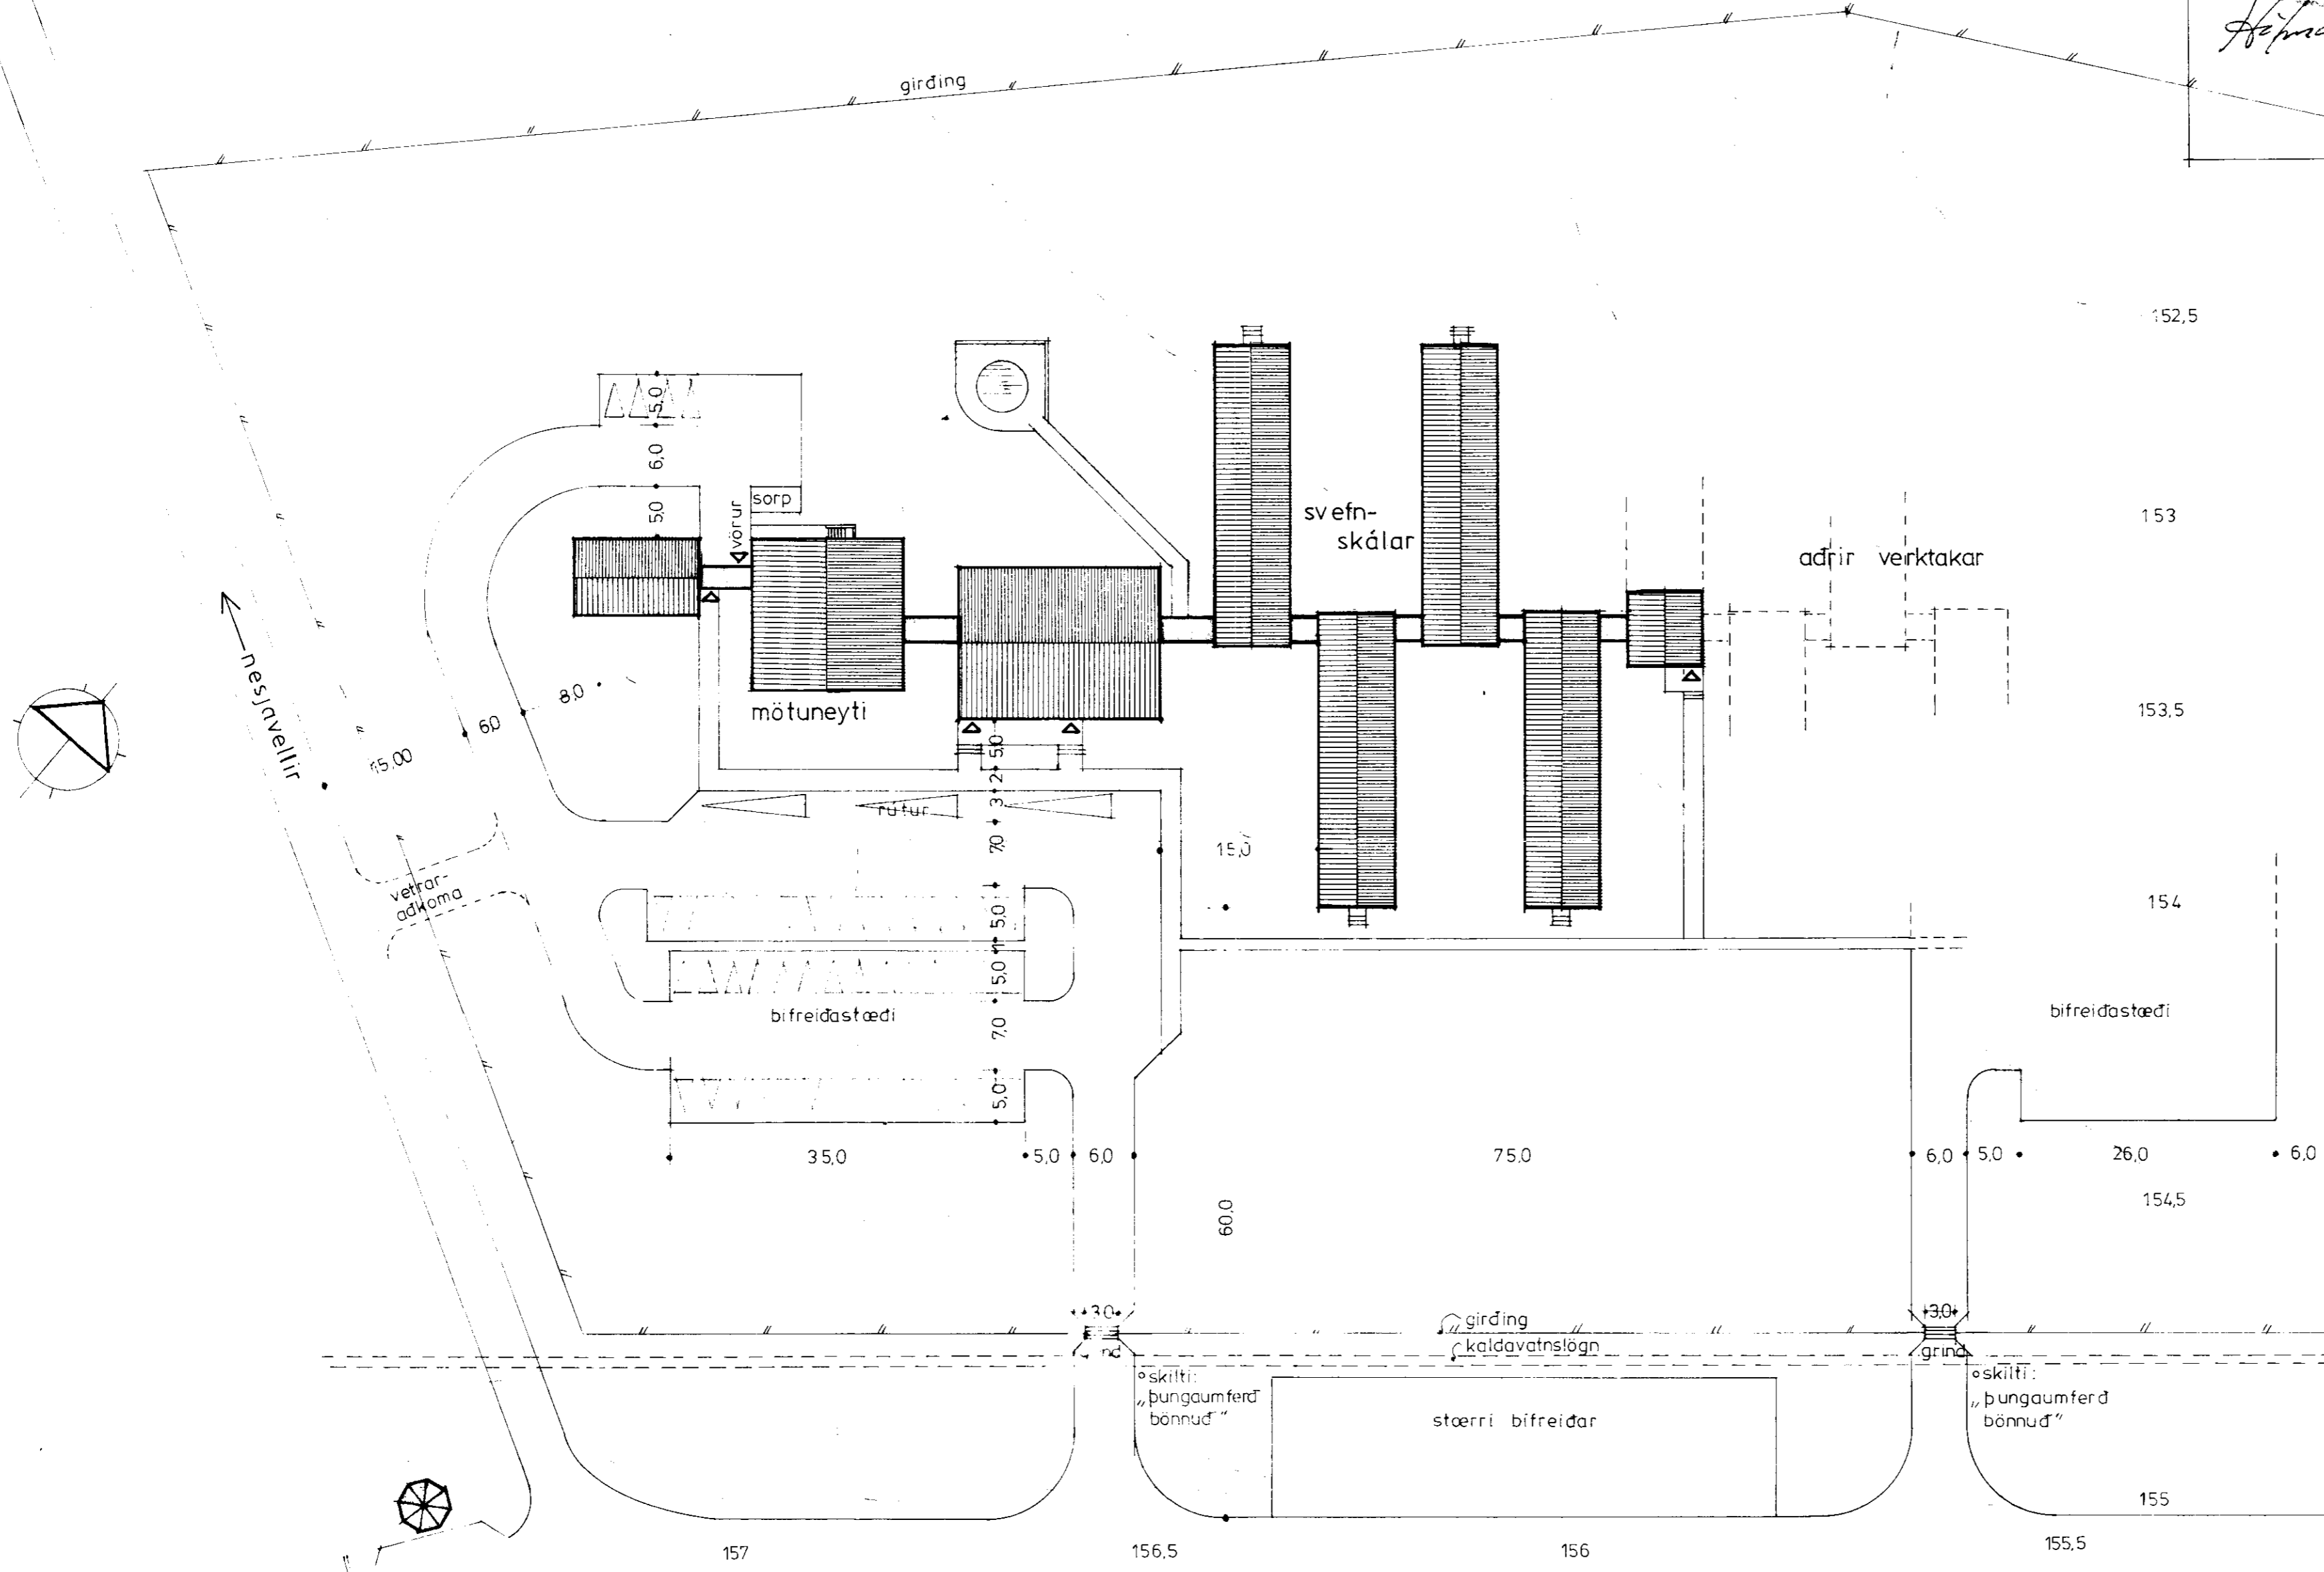 girðing
152,5
5,0
6,0
5,0
vörur
sorp
svefn-
skálar
153
aðrir verktakar
nesjavellir
8,0
6,0
15,00
mötuneyti
153,5
5,0
2
3
rútur
7,0
15,0
vetrar-
aðkoma
5,0
1
5,0
154
bifreiðastæði
bifreiðastæði
7,0
5,0
35,0
5,0
6,0
75,0
6,0
5,0
26,0
6,0
60,0
154,5
3,0
girðing
3,0
kaldavatnslögn
grind
skilti:
„þungaumferð
bönnuð“
stærri bifreiðar
skilti:
„þungaumferð
bönnuð“
155
157
156,5
156
155,5